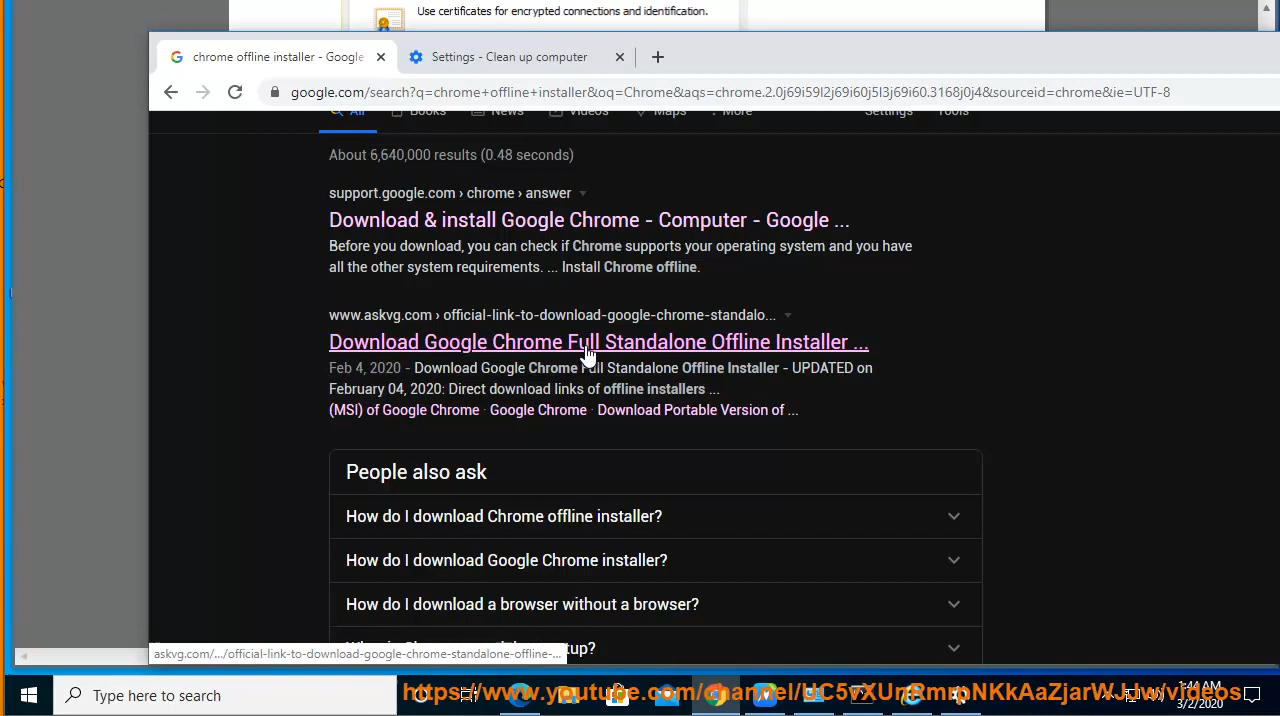 Use certificates for encrypted connections and identification.
chrome offline installer - Google
Settings - Clean up computer
google.com/search?q=chrome+offline+installer&oq=Chrome&aqs=chrome.2.0j69i59l2j69i60j5l3j69i60.3168j0j4&sourceid=chrome&ie=UTF-8
All Books News Videos Maps More Settings Tools
About 6,640,000 results (0.48 seconds)
support.google.com › chrome › answer
Download & install Google Chrome - Computer - Google ...
Before you download, you can check if Chrome supports your operating system and you have
all the other system requirements. ... Install Chrome offline.
www.askvg.com › official-link-to-download-google-chrome-standalo...
Download Google Chrome Full Standalone Offline Installer ...
Feb 4, 2020 - Download Google Chrome Full Standalone Offline Installer - UPDATED on
February 04, 2020: Direct download links of offline installers ...
(MSI) of Google Chrome · Google Chrome · Download Portable Version of ...
People also ask
How do I download Chrome offline installer?
How do I download Google Chrome installer?
How do I download a browser without a browser?
askvg.com/.../official-link-to-download-google-chrome-standalone-offline-...
Type here to search
1:44 AM
3/2/2020